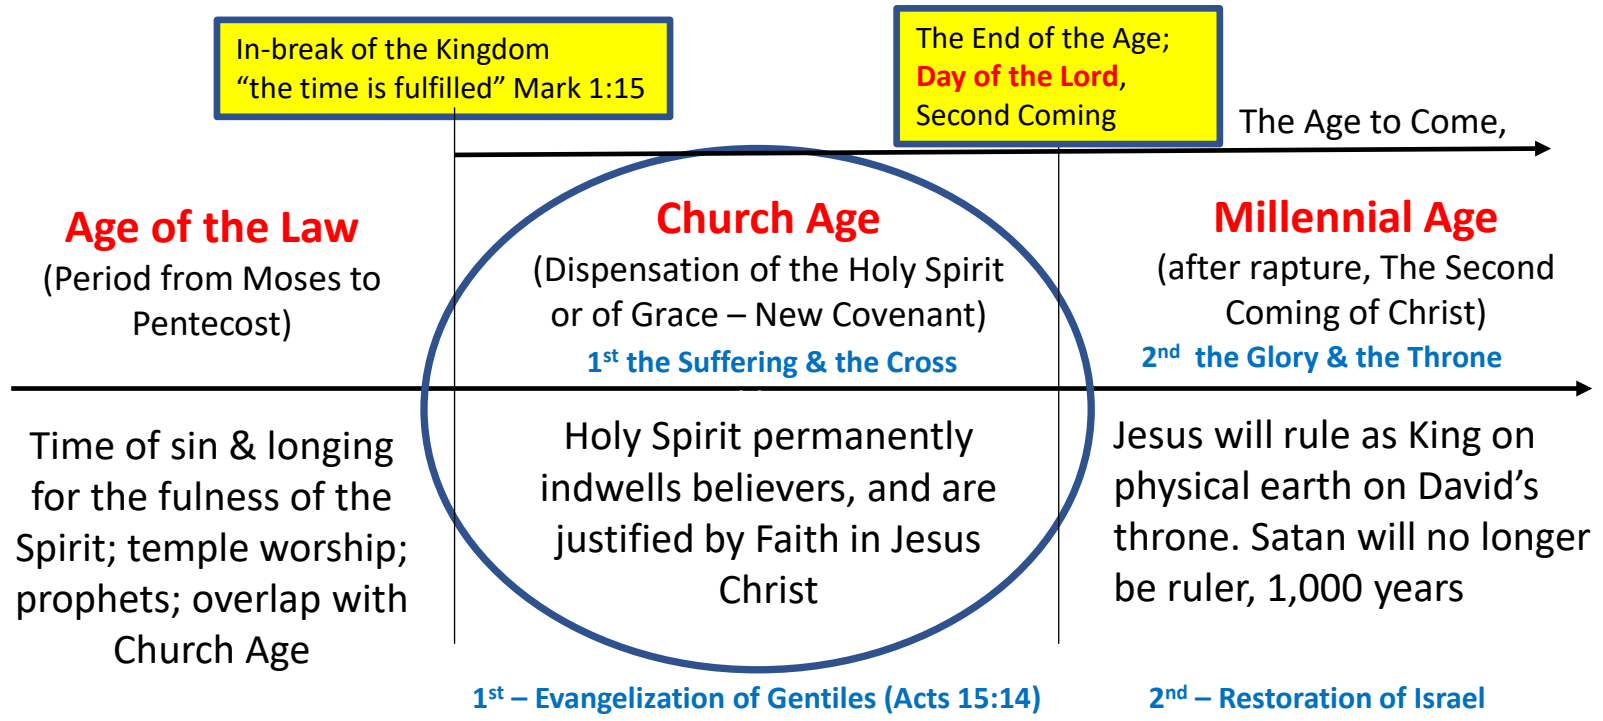 In-break of the Kingdom
“the time is fulfilled” Mark 1:15
The End of the Age;
Day of the Lord,
Second Coming
The Age to Come,
Age of the Law
(Period from Moses to
Pentecost)
Church Age
(Dispensation of the Holy Spirit
or of Grace – New Covenant)
1st the Suffering & the Cross
Millennial Age
(after rapture, The Second
Coming of Christ)
2nd the Glory & the Throne
Time of sin & longing
for the fulness of the
Spirit; temple worship;
prophets; overlap with
Church Age
Holy Spirit permanently
indwells believers, and are
justified by Faith in Jesus
Christ
Jesus will rule as King on
physical earth on David’s
throne. Satan will no longer
be ruler, 1,000 years
1st – Evangelization of Gentiles (Acts 15:14)
2nd – Restoration of Israel